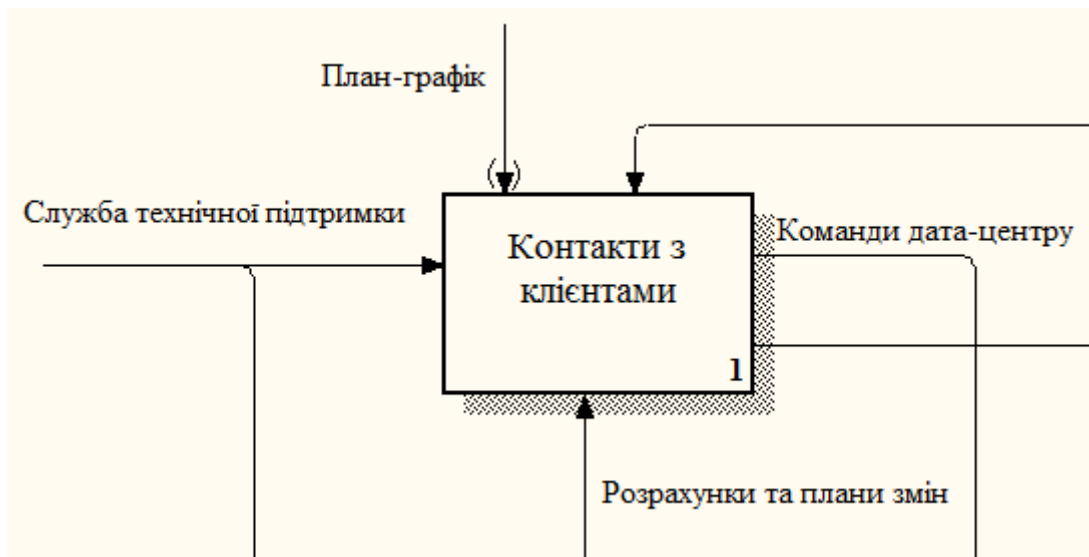 План-графік
Служба технічної підтримки
Контакти з
клієнтами
1
Команди дата-центру
Розрахунки та плани змін